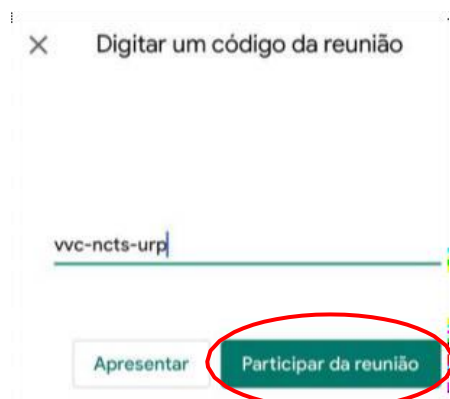 Digitar um código da reunião
vvc-ncts-urp
Apresentar
Participar da reunião